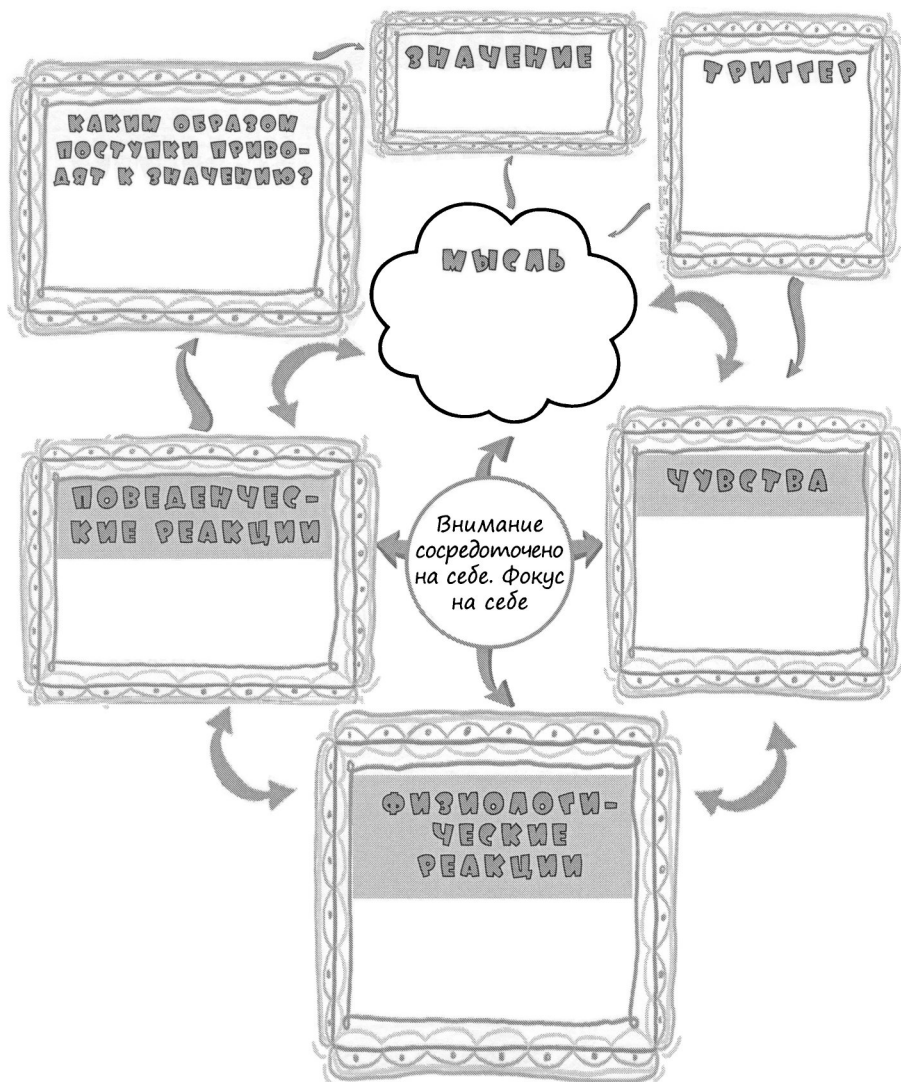 ЗНАЧЕНИЕ
ТРИГГЕР
КАКИМ ОБРАЗОМ
ПОСТУПКИ ПРИВО-
ДЯТ К ЗНАЧЕНИЮ?
МЫСЛЬ
ПОВЕДЕНЧЕС-
КИЕ РЕАКЦИИ
Внимание
сосредоточено
на себе. Фокус
на себе
ЧУВСТВА
ФИЗИОЛОГИ-
ЧЕСКИЕ
РЕАКЦИИ